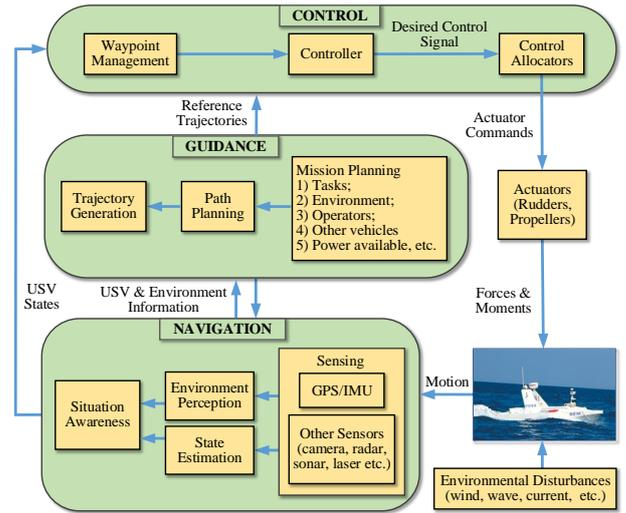 CONTROL
Waypoint
Management
Controller
Desired Control
Signal
Control
Allocators
Reference
Trajectories
Actuator
Commands
GUIDANCE
Trajectory
Generation
Path
Planning
Mission Planning
1) Tasks;
2) Environment;
3) Operators;
4) Other vehicles
5) Power available, etc.
Actuators
(Rudders,
Propellers)
USV
States
USV & Environment
Information
Forces &
Moments
NAVIGATION
Situation
Awareness
Environment
Perception
State
Estimation
Sensing
GPS/IMU
Other Sensors
(camera, radar,
sonar, laser etc.)
Motion
Environmental Disturbances
(wind, wave, current, etc.)